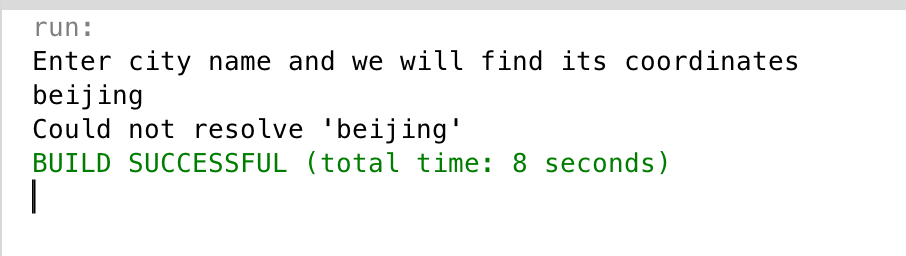 run:
Enter city name and we will find its coordinates
beijing
Could not resolve 'beijing'
BUILD SUCCESSFUL (total time: 8 seconds)